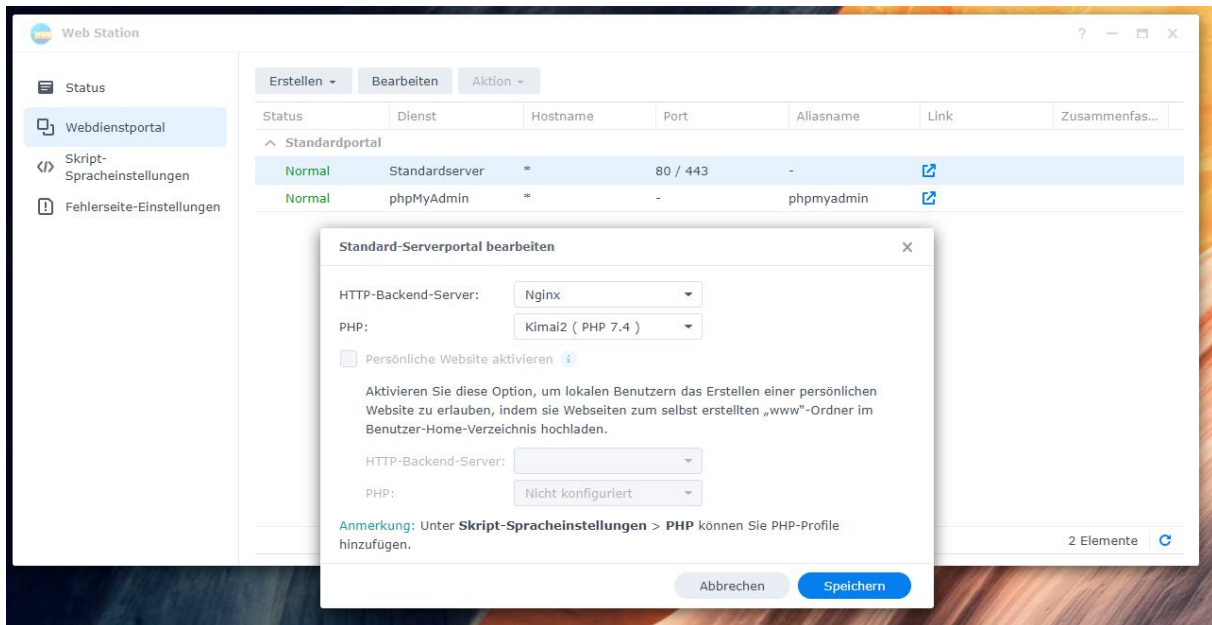 Web Station
Status
Webdienstportal
Skript-
Spracheinstellungen
Fehlerseite-Einstellungen
Erstellen Bearbeiten Aktion
Status Dienst Hostname Port Aliasname Link Zusammenfas...
Standardportal
Normal Standardserver * 80 / 443 -
Normal phpMyAdmin * - phpmyadmin
Standard-Serverportal bearbeiten
HTTP-Backend-Server: Nginx
PHP: Kimai2 ( PHP 7.4 )
Persönliche Website aktivieren i
Aktivieren Sie diese Option, um lokalen Benutzern das Erstellen einer persönlichen
Website zu erlauben, indem sie Webseiten zum selbst erstellten „www“-Ordner im
Benutzer-Home-Verzeichnis hochladen.
HTTP-Backend-Server:
PHP: Nicht konfiguriert
Anmerkung: Unter Skript-Spracheinstellungen > PHP können Sie PHP-Profile
hinzufügen.
2 Elemente
Abbrechen Speichern